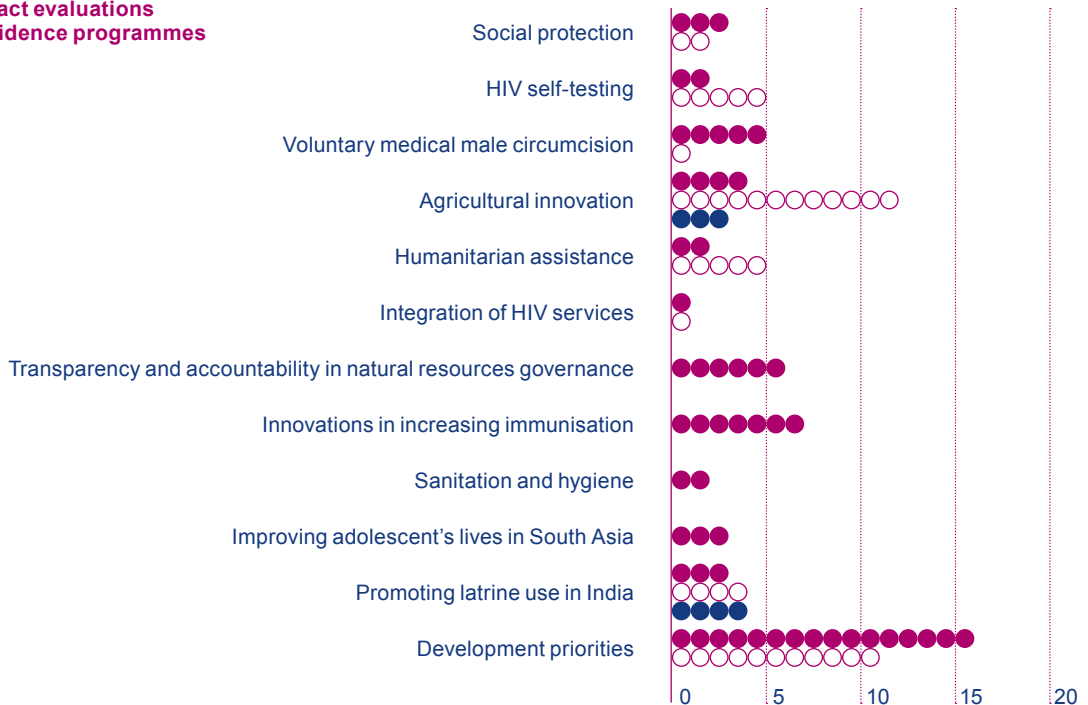 act evaluations
idence programmes
Social protection
HIV self-testing
Voluntary medical male circumcision
Agricultural innovation
Humanitarian assistance
Integration of HIV services
Transparency and accountability in natural resources governance
Innovations in increasing immunisation
Sanitation and hygiene
Improving adolescent's lives in South Asia
Promoting latrine use in India
Development priorities
0 5 10 15 20